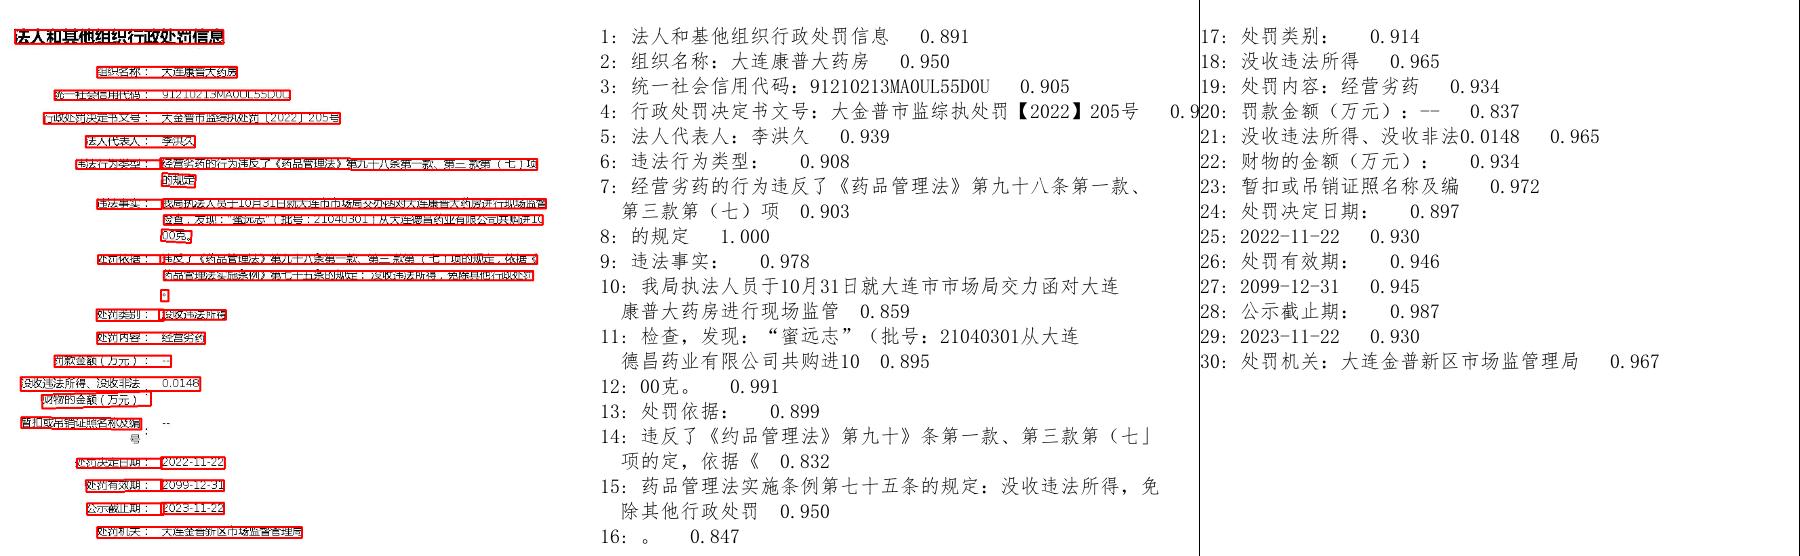 法人和其他组织行政处罚信息
组织名称： 大连康普大药房
统一社会信用代码： 91210213MA0UL55D0U
行政处罚决定书文号： 大金普市监综执处罚〔2022〕205号
法人代表人： 李洪久
违法行为类型： 经营劣药的行为违反了《药品管理法》第九十八条第一款、第三款第（七）项
的规定
违法事实： 我局执法人员于10月31日就大连市市场局交办函对大连康普大药房进行现场监管
检查，发现：“蜜远志”（批号：21040301）从大连德昌药业有限公司共购进10
00克。
处罚依据： 违反了《药品管理法》第九十八条第一款、第三款第（七）项的规定，依据《
药品管理法实施条例》第七十五条的规定：没收违法所得，免除其他行政处罚
。
处罚类别： 没收违法所得
处罚内容： 经营劣药
罚款金额（万元）： --
没收违法所得、没收非法 0.0148
财物的金额（万元）：
暂扣或吊销证照名称及编 --
号：
处罚决定日期： 2022-11-22
处罚有效期： 2099-12-31
公示截止期： 2023-11-22
处罚机关： 大连金普新区市场监督管理局
1: 法人和基他组织行政处罚信息 0.891
2: 组织名称: 大连康普大药房 0.950
3: 统一社会信用代码: 91210213MA0UL55D0U 0.905
4: 行政处罚决定书文号: 大金普市监综执处罚【2022】205号 0.9
5: 法人代表人: 李洪久 0.939
6: 违法行为类型: 0.908
7: 经营劣药的行为违反了《药品管理法》第九十八条第一款、
第三款第（七）项 0.903
8: 的规定 1.000
9: 违法事实: 0.978
10: 我局执法人员于10月31日就大连市市场局交力函对大连
康普大药房进行现场监管 0.859
11: 检查，发现: “蜜远志”（批号: 21040301从大连
德昌药业有限公司共购进10 0.895
12: 00克。 0.991
13: 处罚依据: 0.899
14: 违反了《约品管理法》第九十》条第一款、第三款第（七」
项的定，依据《 0.832
15: 药品管理法实施条例第七十五条的规定: 没收违法所得，免
除其他行政处罚 0.950
16: 。 0.847
17: 处罚类别: 0.914
18: 没收违法所得 0.965
19: 处罚内容: 经营劣药 0.934
20: 罚款金额（万元）: -- 0.837
21: 没收违法所得、没收非法0.0148 0.965
22: 财物的金额（万元）: 0.934
23: 暂扣或吊销证照名称及编 0.972
24: 处罚决定日期: 0.897
25: 2022-11-22 0.930
26: 处罚有效期: 0.946
27: 2099-12-31 0.945
28: 公示截止期: 0.987
29: 2023-11-22 0.930
30: 处罚机关: 大连金普新区市场监管理局 0.967